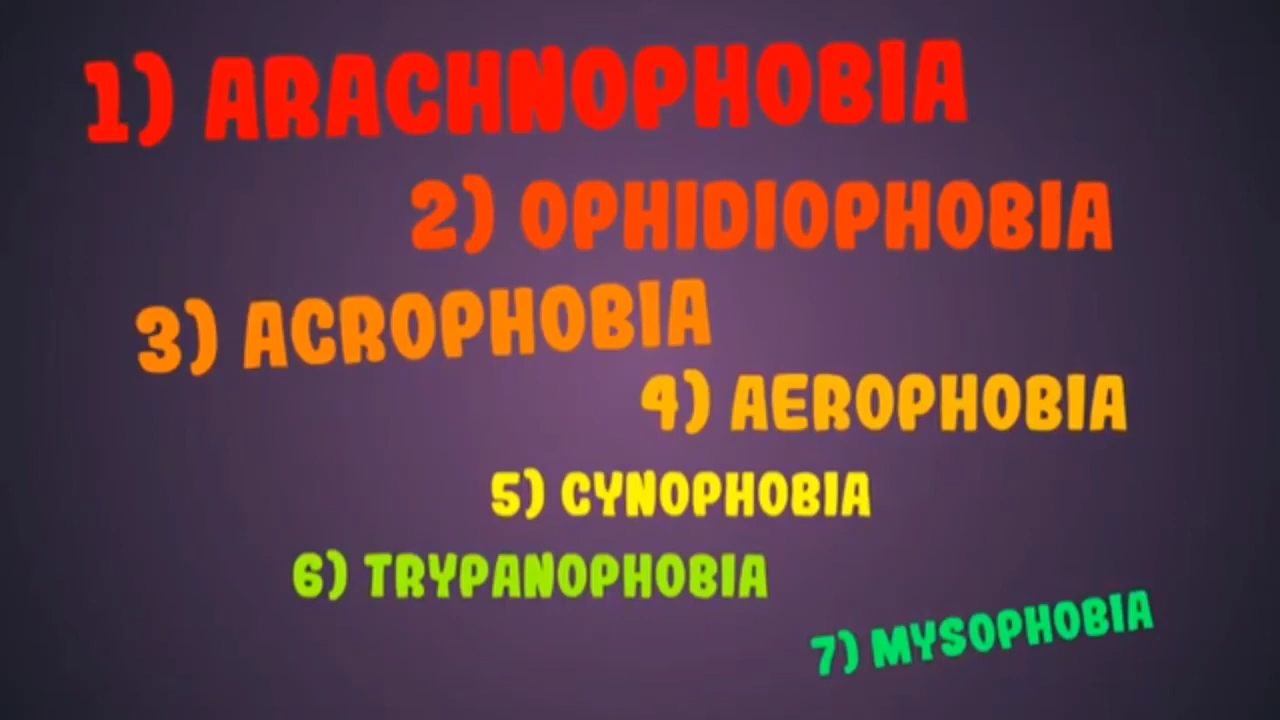 1) ARACHNOPHOBIA
2) OPHIDIOPHOBIA
3) ACROPHOBIA
4) AEROPHOBIA
5) CYNOPHOBIA
6) TRYPANOPHOBIA
7) MYSOPHOBIA